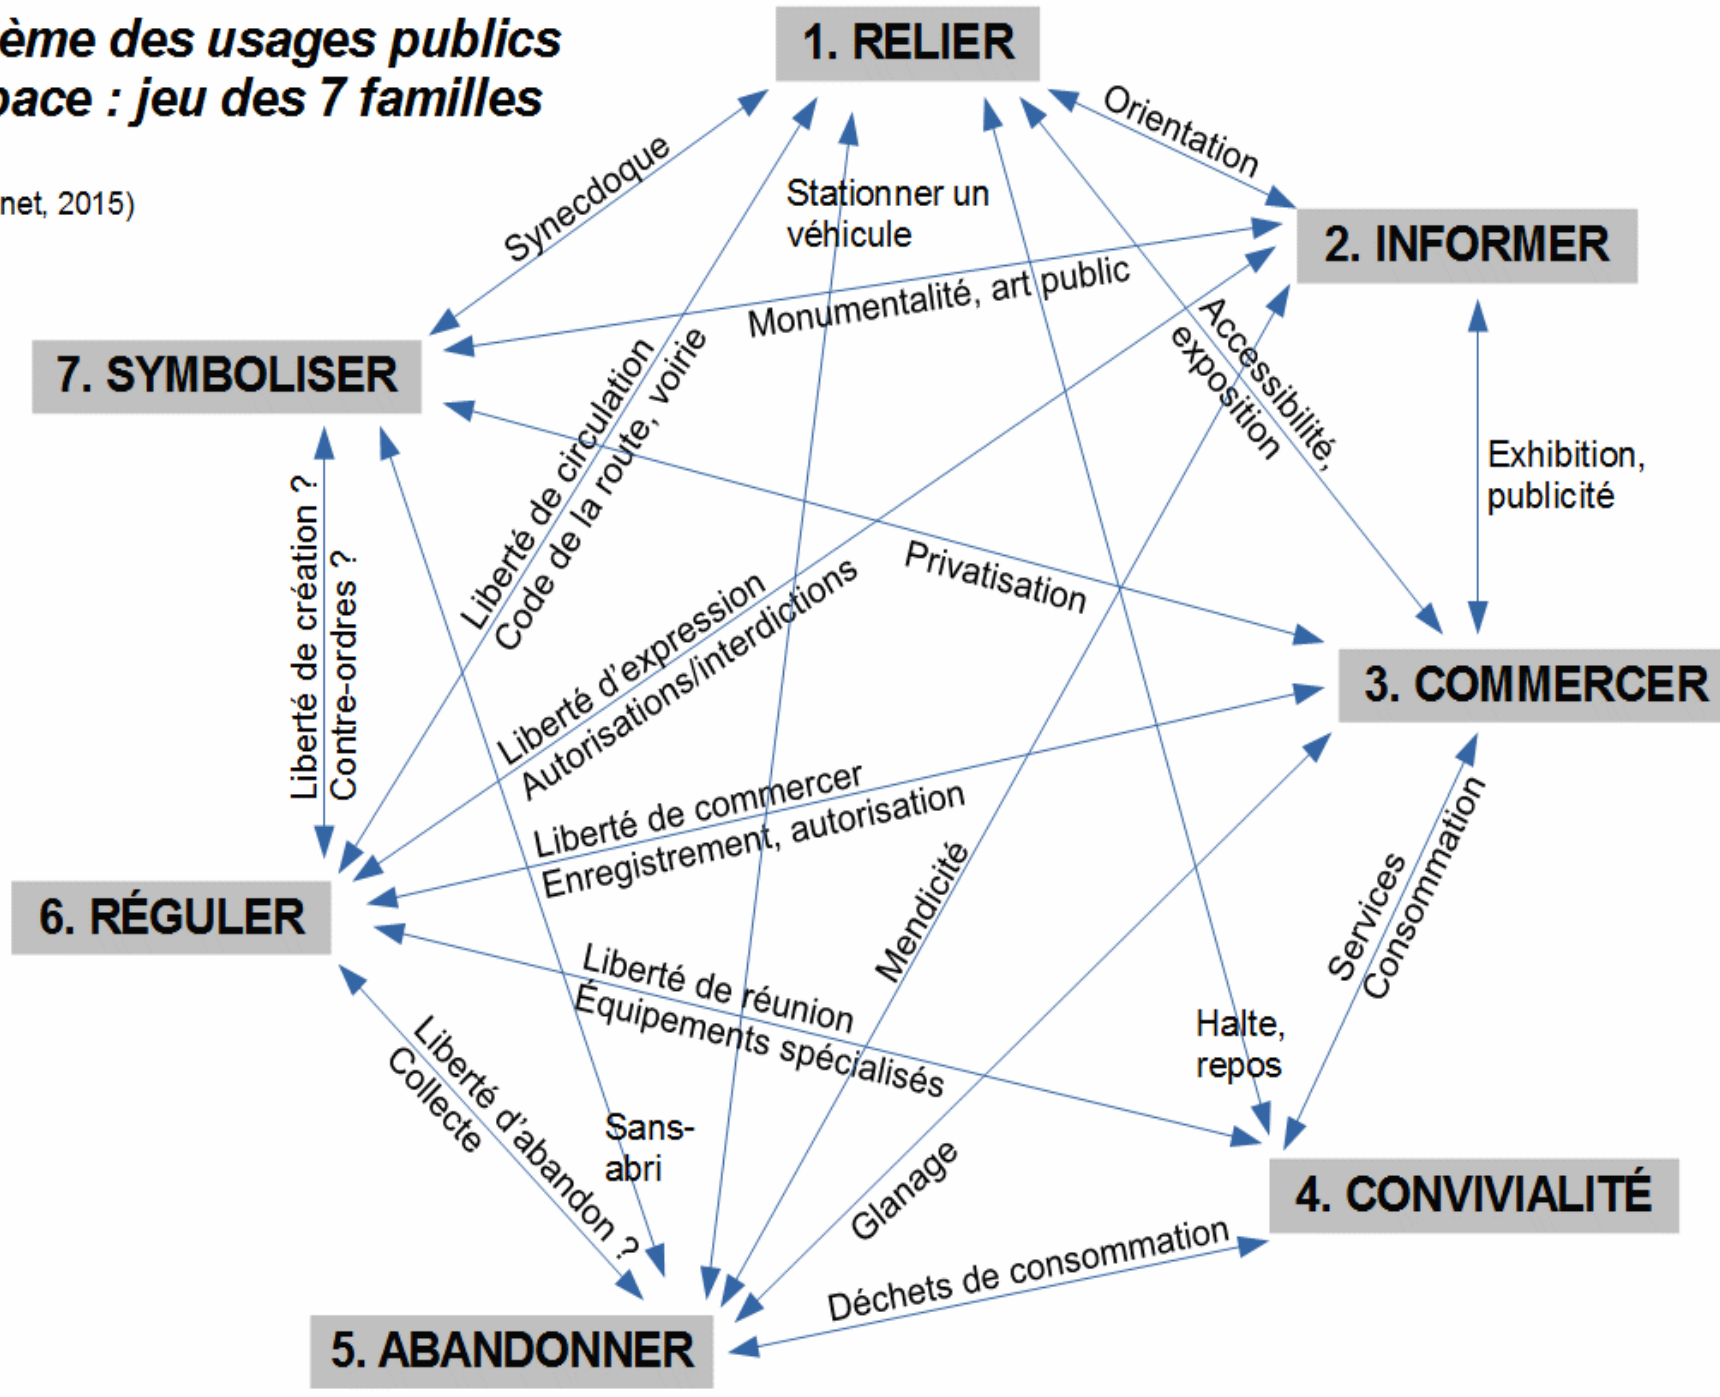 ème des usages publics
pace : jeu des 7 familles
net, 2015)
1. RELIER
Orientation
Synecdoque
Stationner un
véhicule
2. INFORMER
Monumentalité, art public
Accessibilité,
exposition
7. SYMBOLISER
Liberté de circulation
Code de la route, voirie
Exhibition,
publicité
Liberté de création ?
Contre-ordres ?
Privatisation
Liberté d'expression
Autorisations/interdictions
3. COMMERCER
Liberté de commercer
Enregistrement, autorisation
Mendicité
Services
Consommation
6. RÉGULER
Liberté de réunion
Équipements spécialisés
Halte,
repos
Liberté d'abandon ?
Collecte
Sans-
abri
Glanage
4. CONVIVIALITÉ
Déchets de consommation
5. ABANDONNER